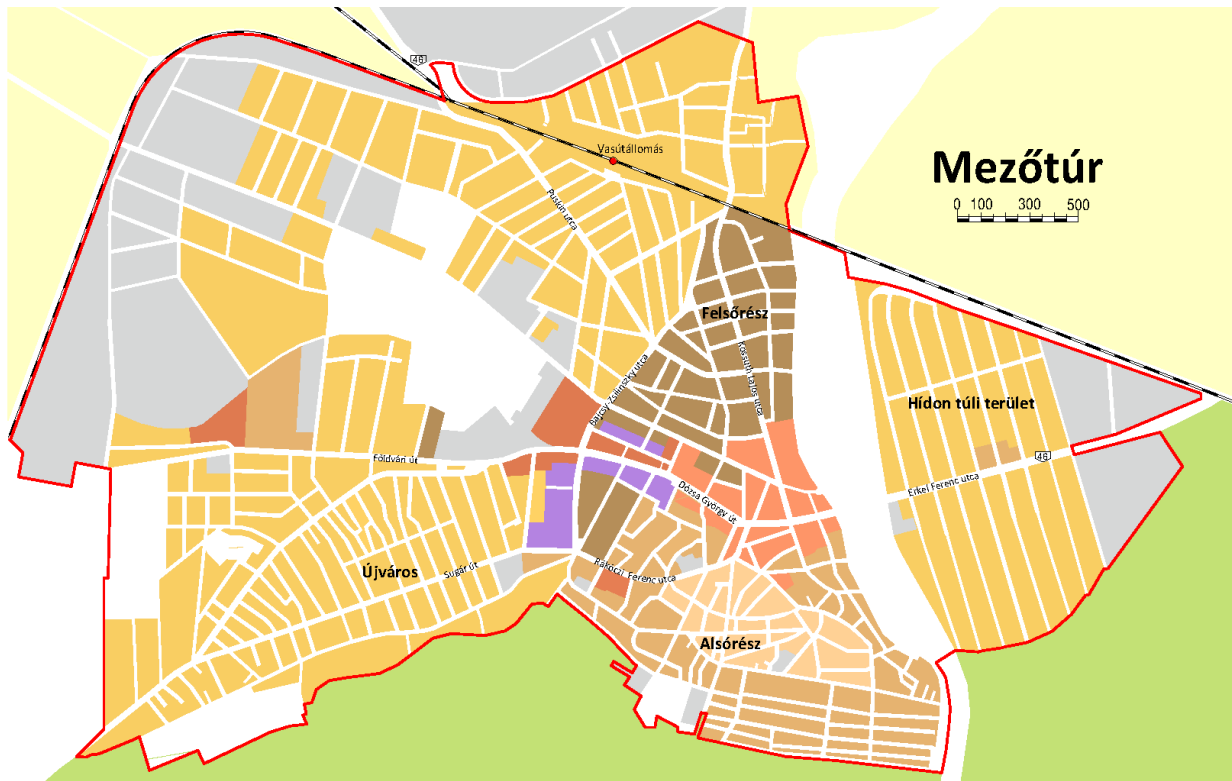 46
Vasútállomás
Mezőtúr
0 100 300 500
Puskin utca
Felsőrész
Kossuth Lajos utca
Bajcsy-Zsilinszky utca
Hídon túli terület
46
Földvári út
Erkel Ferenc utca
Dózsa György út
Újváros
Sugár út
Rákóczi Ferenc utca
Alsórész